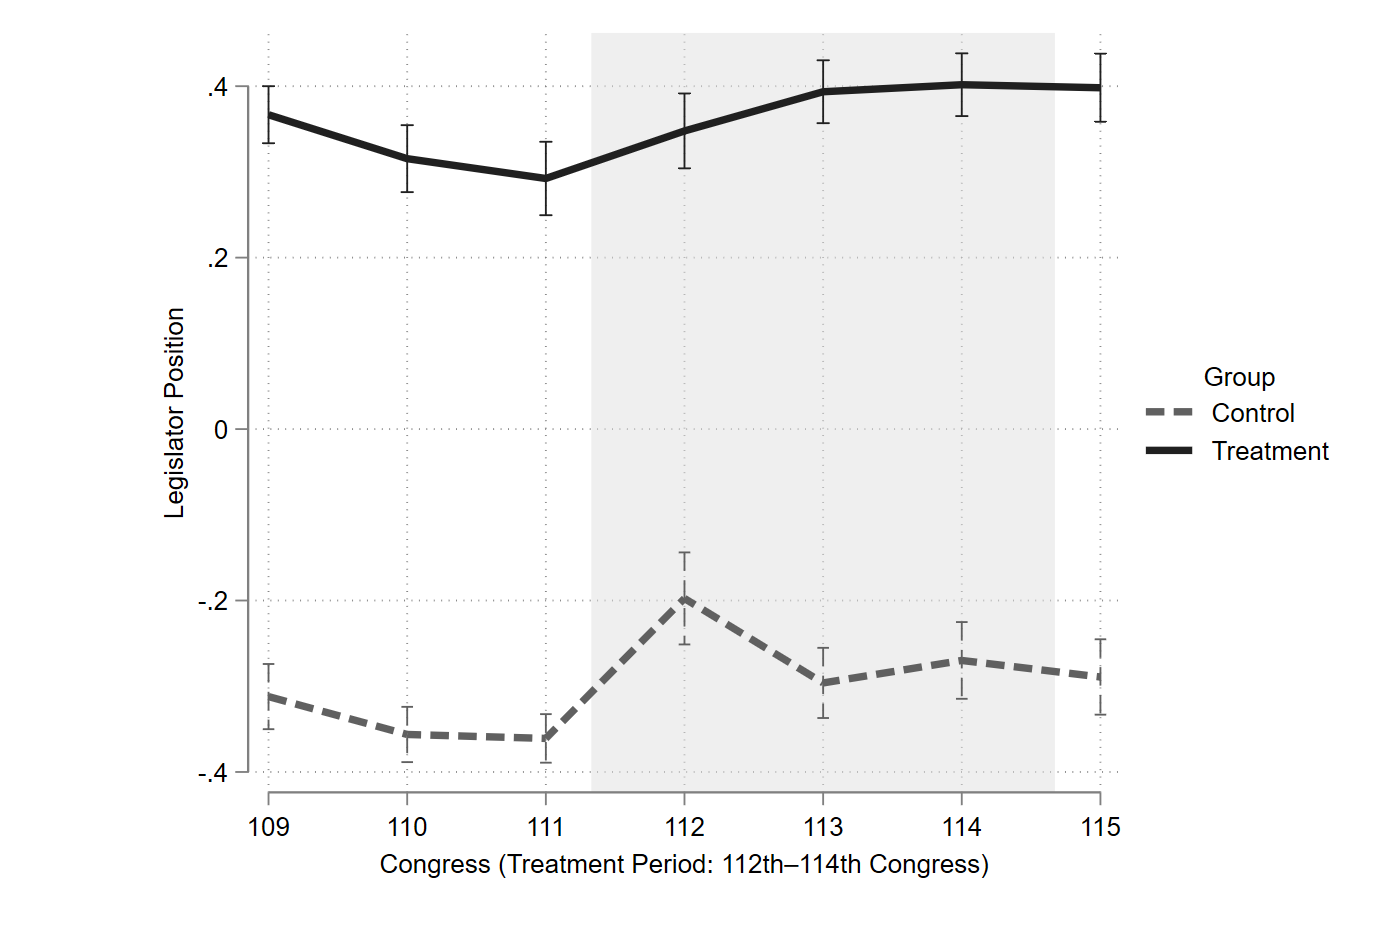 .4
.2
0
-.2
-.4
Legislator Position
109 110 111 112 113 114 115
Congress (Treatment Period: 112th–114th Congress)
Group
Control
Treatment